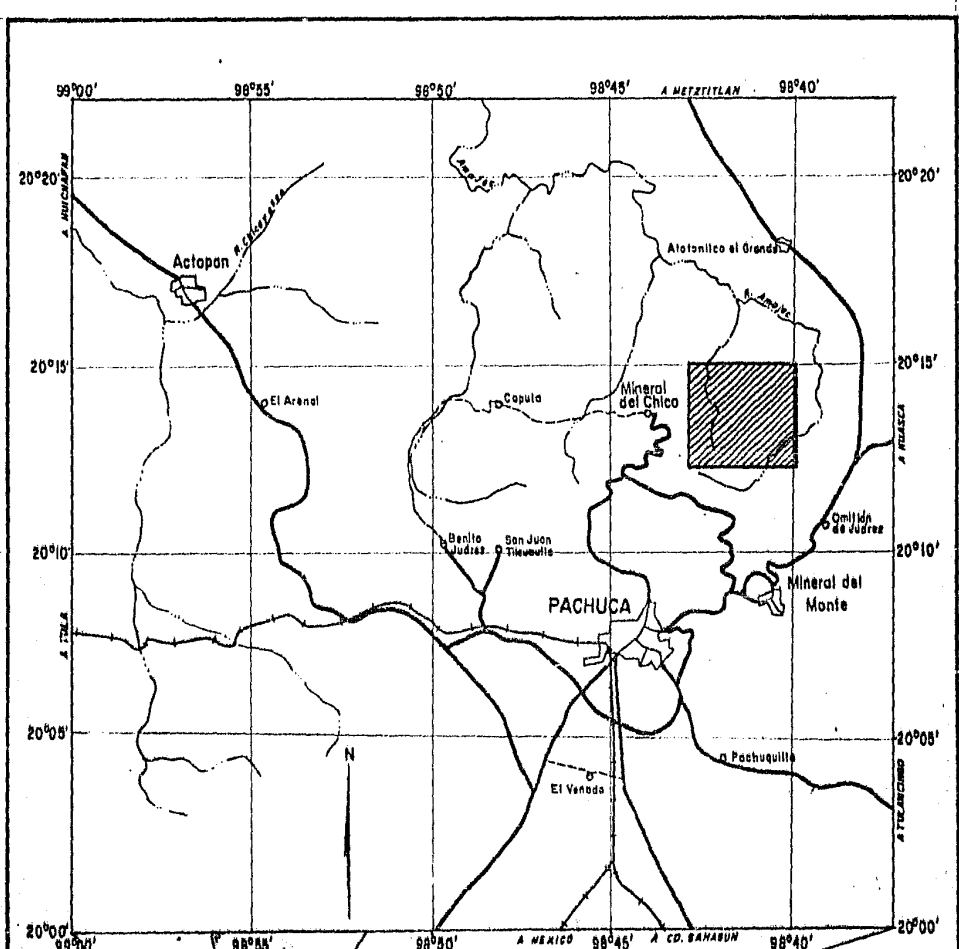 99°00'
98°55'
98°50'
98°45'
A METZTITLAN
98°40'
A HUICHAPAN
20°20'
20°20'
Amajac
R. Chicavasco
Actopan
Atotonilco el Grande
R. Amajac
20°15'
20°15'
El Arenal
Capula
Mineral
del Chico
A HUASCA
Omitlán
de Juárez
Benito
Juárez
San Juan
Tilcuautla
20°10'
20°10'
Mineral del
Monte
PACHUCA
A TULA
20°05'
20°05'
N
Pachuquilla
El Venado
A TULANCINGO
20°00'
20°00'
99°00'
98°55'
98°50'
A MEXICO
98°45'
A CD. SAHAGUN
98°40'